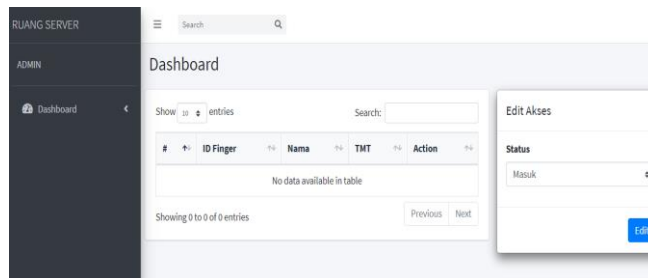 RUANG SERVER
Search
ADMIN
Dashboard
Dashboard
Show 10 entries
Search:
# ID Finger Nama TMT Action
No data available in table
Showing 0 to 0 of 0 entries
Previous Next
Edit Akses
Status
Masuk
Edit